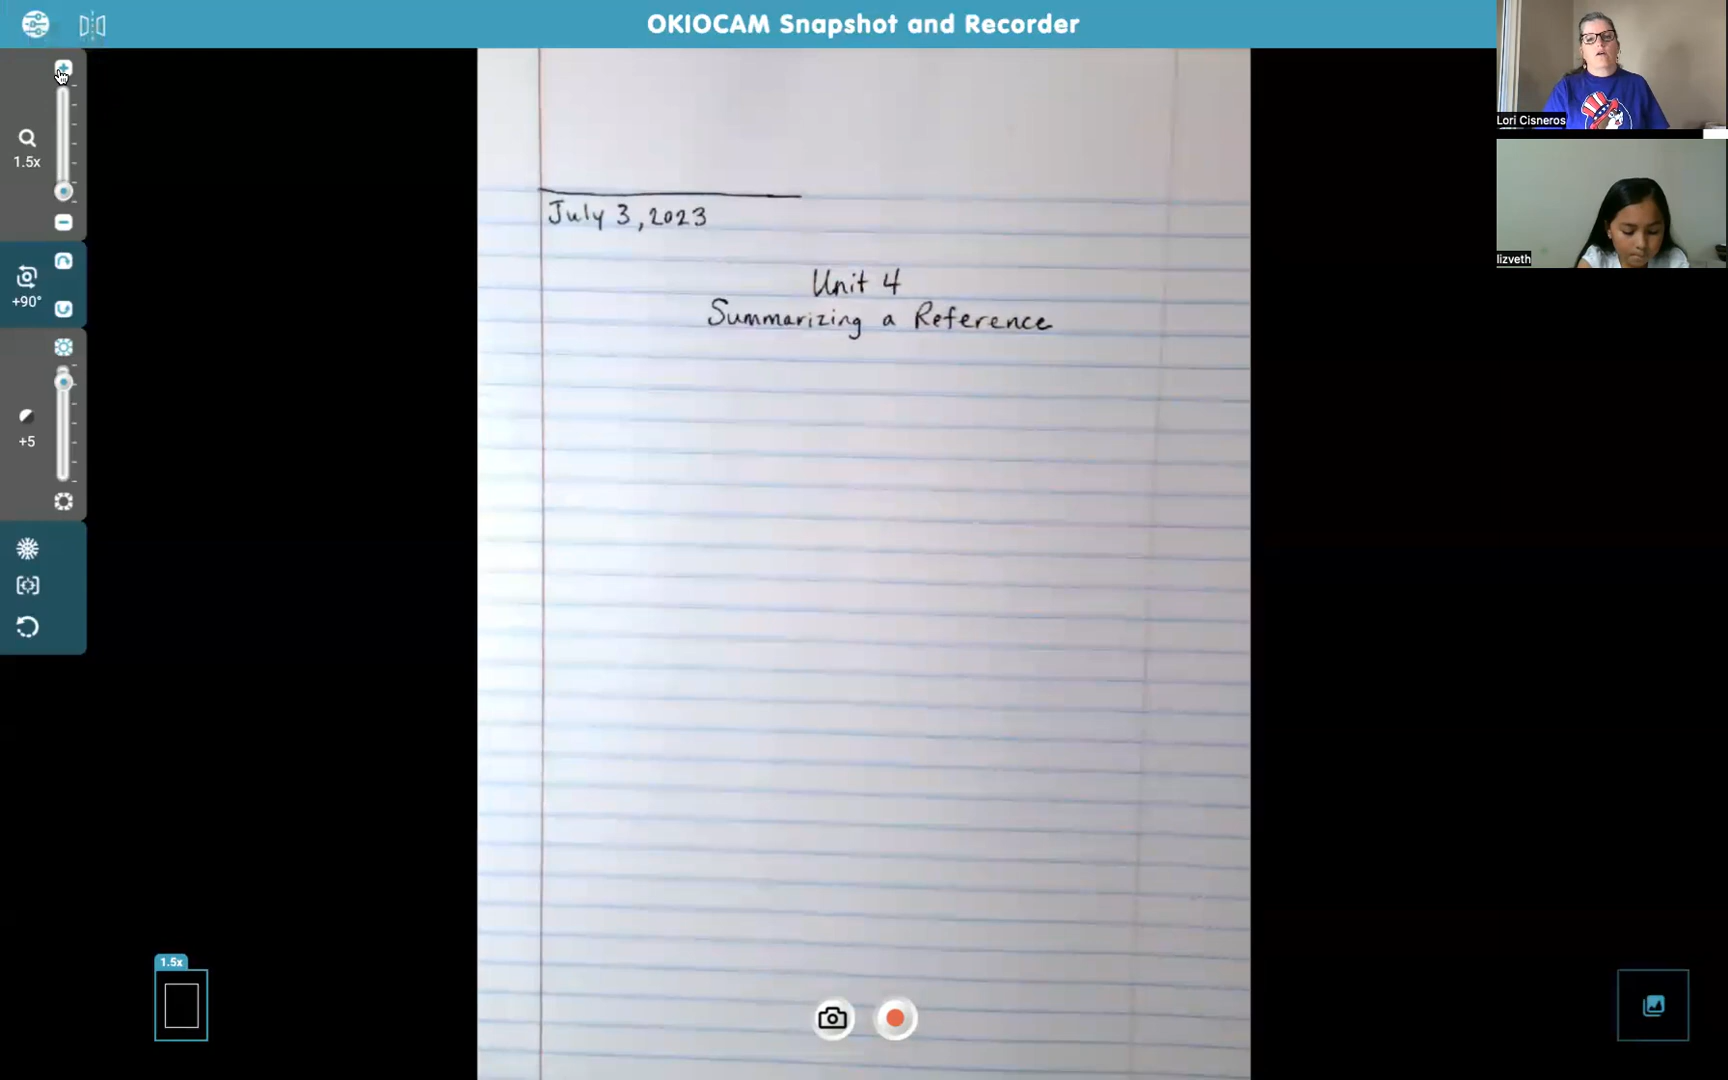 OKIOCAM Snapshot and Recorder
1.5x
+90°
+5
July 3, 2023
Unit 4
Summarizing a Reference
1.5x
Lori Cisneros
lizveth